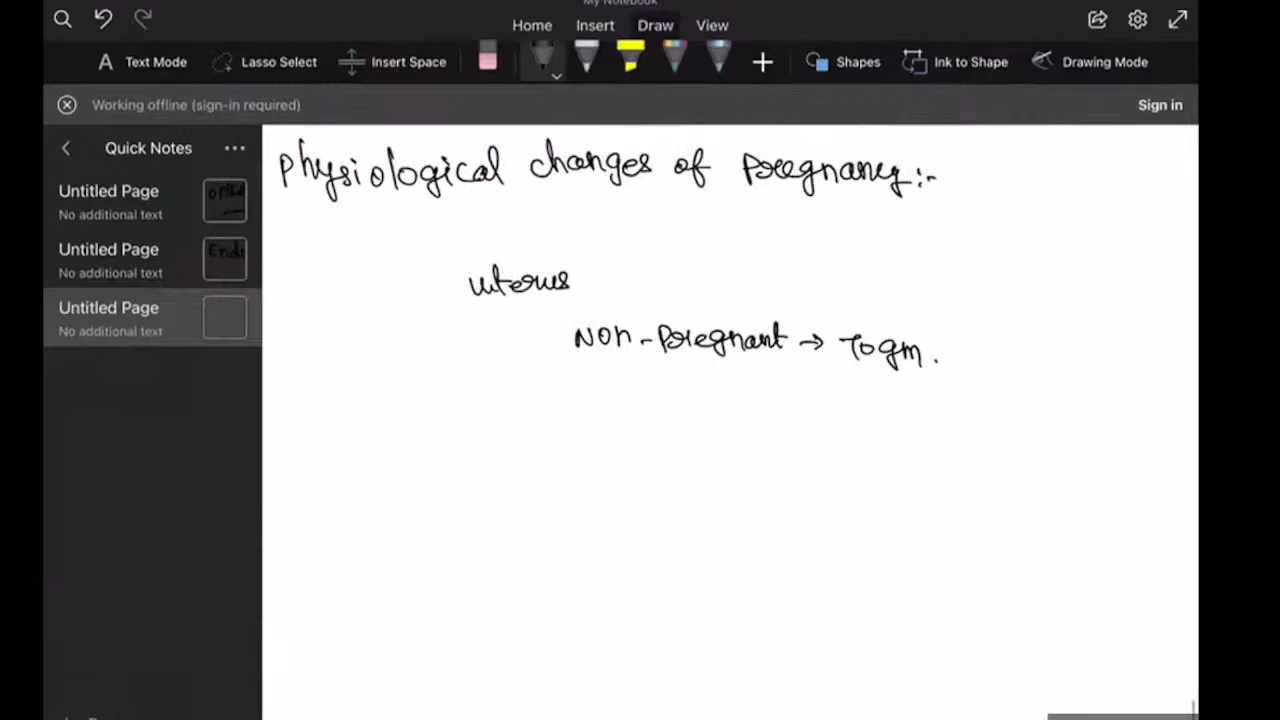 My Notebook
Home Insert Draw View
Text Mode Lasso Select Insert Space Shapes Ink to Shape Drawing Mode
Working offline (sign-in required) Sign in
Quick Notes
Untitled Page
No additional text
Untitled Page
No additional text
Untitled Page
No additional text
Physiological changes of Pregnancy:-
uterus
Non-Pregnant → 70gm.